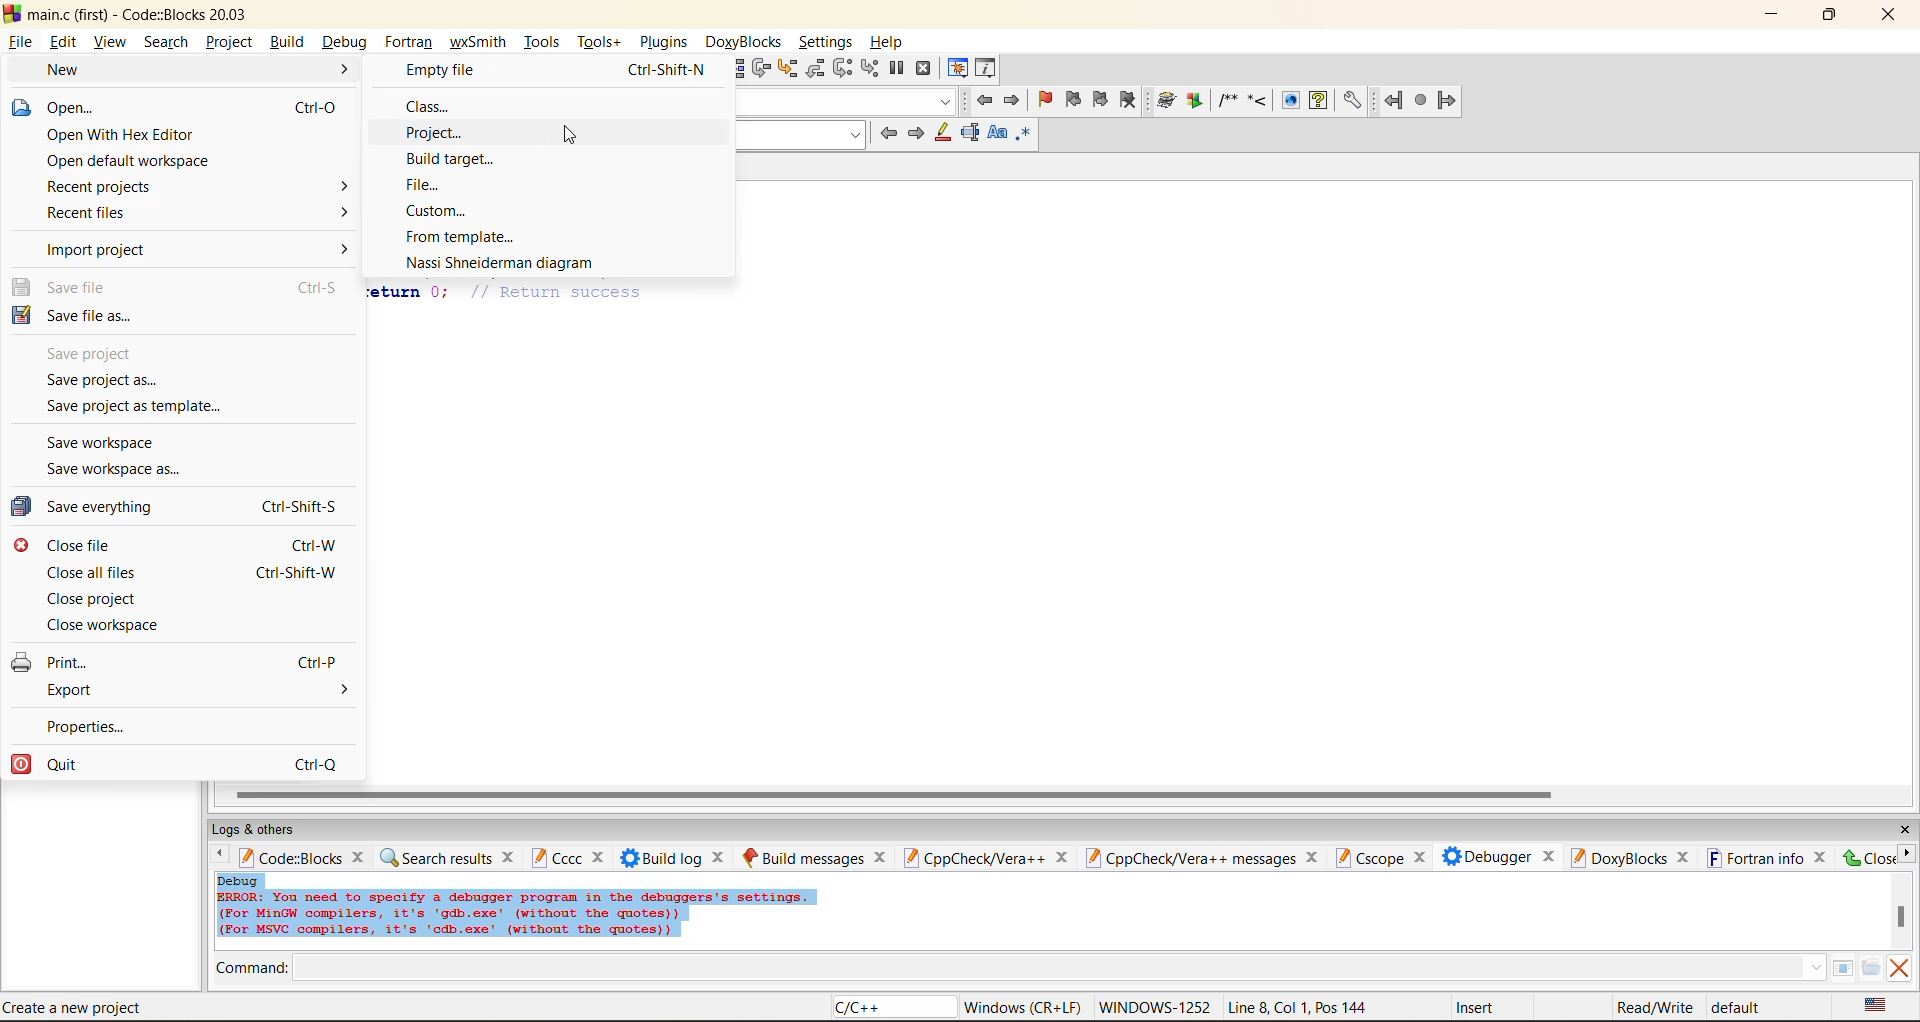 main.c (first) - Code::Blocks 20.03
File Edit View Search Project Build Debug Fortran wxSmith Tools Tools+ Plugins DoxyBlocks Settings Help
New
Open... Ctrl-O
Open With Hex Editor
Open default workspace
Recent projects
Recent files
Import project
Save file Ctrl-S
Save file as...
Save project
Save project as...
Save project as template...
Save workspace
Save workspace as...
Save everything Ctrl-Shift-S
Close file Ctrl-W
Close all files Ctrl-Shift-W
Close project
Close workspace
Print... Ctrl-P
Export
Properties...
Quit Ctrl-Q
Empty file Ctrl-Shift-N
Class...
Project...
Build target...
File...
Custom...
From template...
Nassi Shneiderman diagram
/** *<
Aa .*
eturn 0; // Return success
Logs & others
Code::Blocks Search results Cccc Build log Build messages CppCheck/Vera++ CppCheck/Vera++ messages Cscope Debugger DoxyBlocks Fortran info Close
Debug
ERROR: You need to specify a debugger program in the debuggers's settings.
(For MinGW compilers, it's 'gdb.exe' (without the quotes))
(For MSVC compilers, it's 'cdb.exe' (without the quotes))
Command:
Create a new project C/C++ Windows (CR+LF) WINDOWS-1252 Line 8, Col 1, Pos 144 Insert Read/Write default